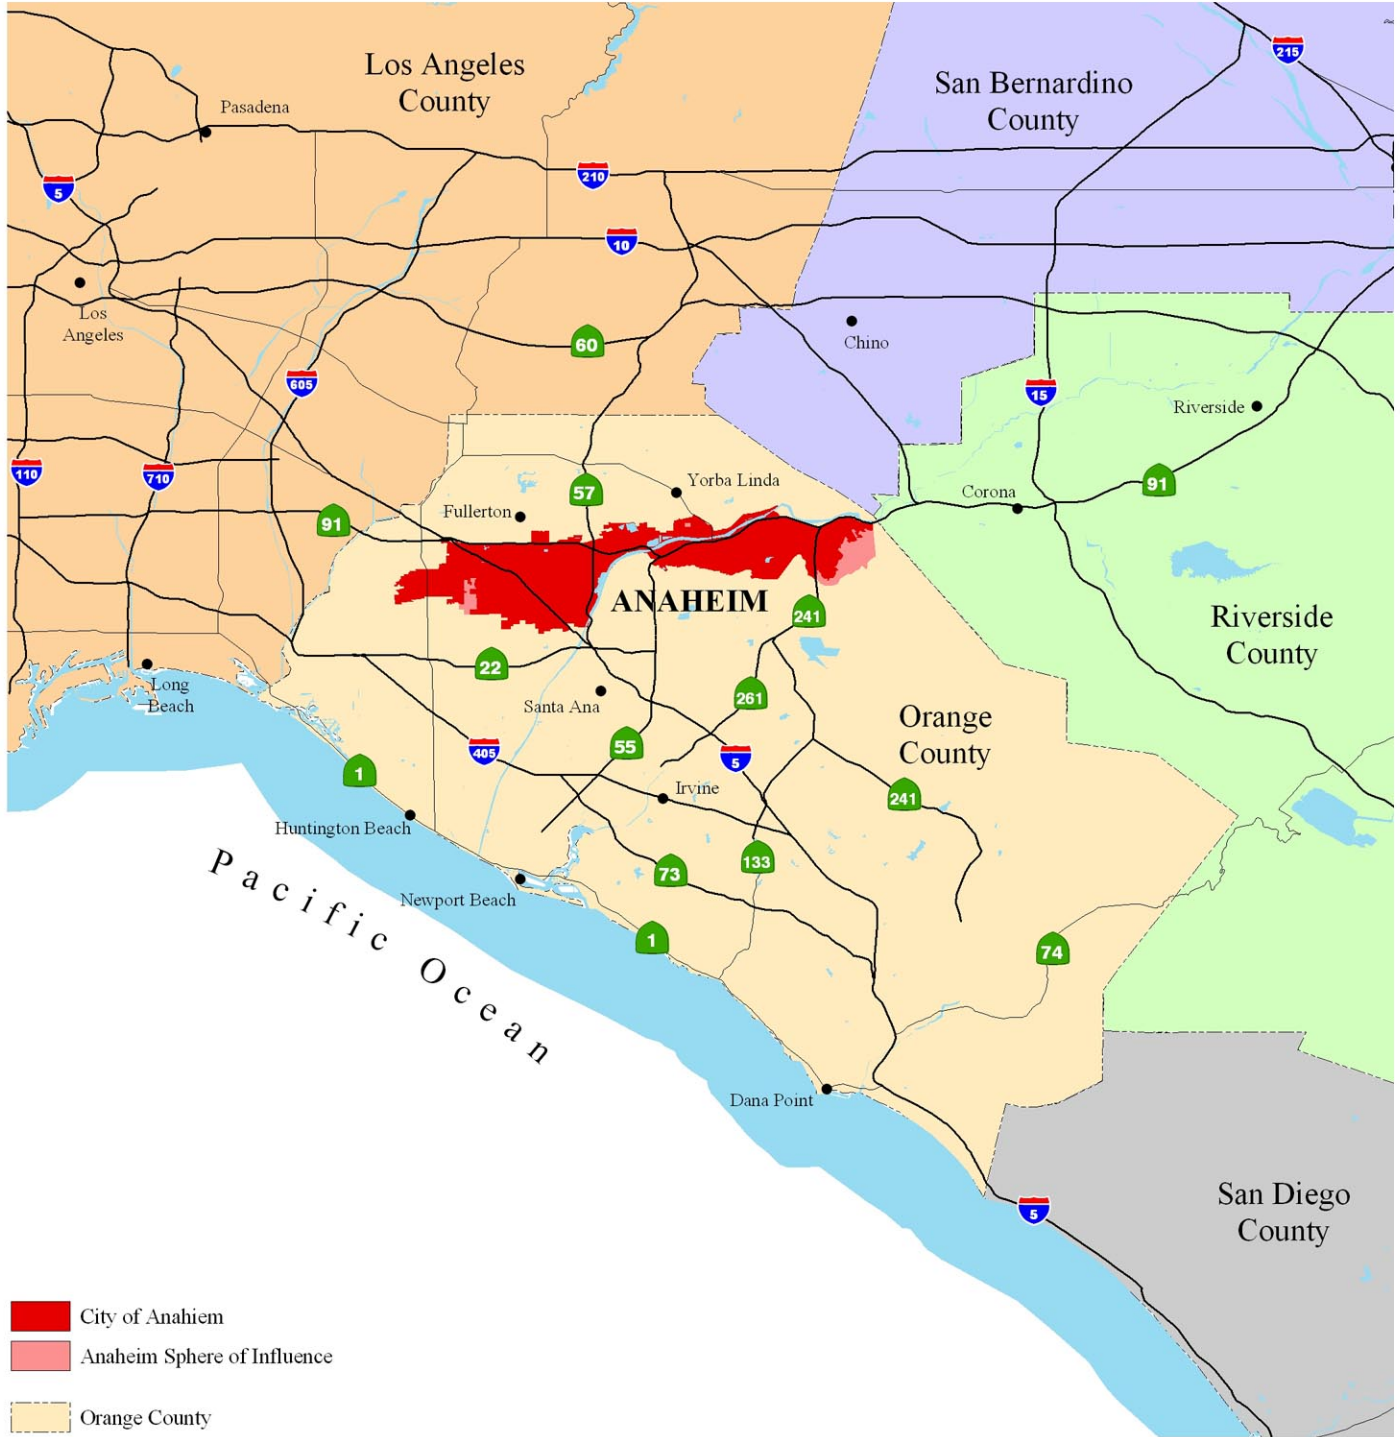 Los Angeles
County
San Bernardino
County
215
Pasadena
5
210
10
Los
Angeles
60
Chino
605
15
Riverside
110
710
57
Yorba Linda
91
Corona
Fullerton
91
ANAHEIM
241
Riverside
County
22
Long
Beach
Santa Ana
261
Orange
County
405
55
5
1
Irvine
241
Huntington Beach
133
73
Newport Beach
Pacific Ocean
1
74
Dana Point
San Diego
County
5
City of Anahiem
Anaheim Sphere of Influence
Orange County